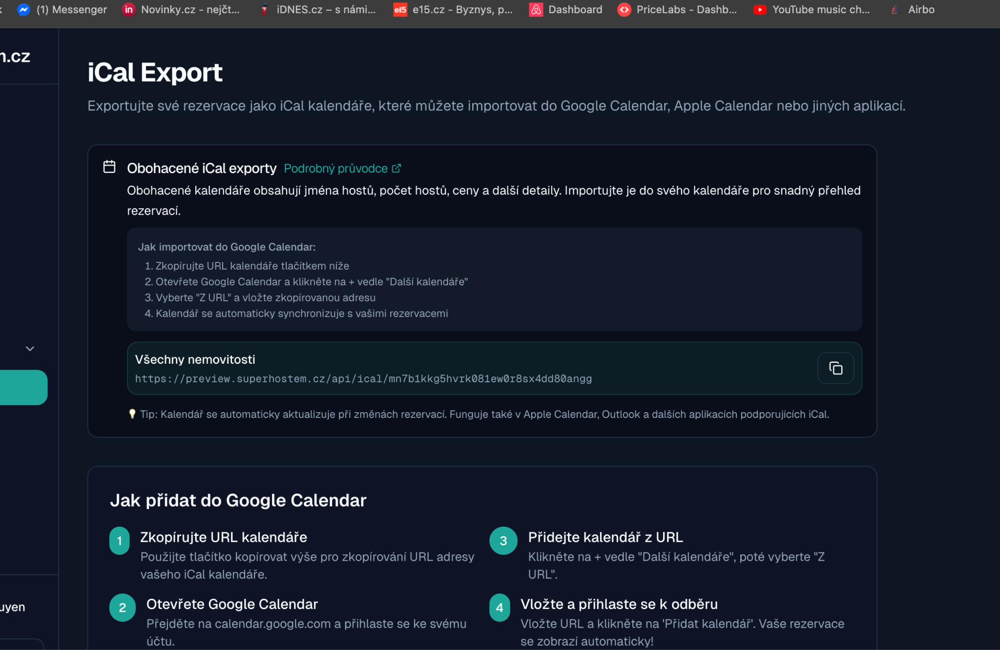 (1) Messenger
Novinky.cz - nejčt...
iDNES.cz – s námi...
e15 e15.cz - Byznys, p...
Dashboard
PriceLabs - Dashb...
YouTube music ch...
Airbo
n.cz
iCal Export
Exportujte své rezervace jako iCal kalendáře, které můžete importovat do Google Calendar, Apple Calendar nebo jiných aplikací.
Obohacené iCal exporty Podrobný průvodce
Obohacené kalendáře obsahují jména hostů, počet hostů, ceny a další detaily. Importujte je do svého kalendáře pro snadný přehled
rezervací.
Jak importovat do Google Calendar:
1. Zkopírujte URL kalendáře tlačítkem níže
2. Otevřete Google Calendar a klikněte na + vedle "Další kalendáře"
3. Vyberte "Z URL" a vložte zkopírovanou adresu
4. Kalendář se automaticky synchronizuje s vašimi rezervacemi
Všechny nemovitosti
https://preview.superhostem.cz/api/ical/mn7b1kkg5hvrk081ew0r8sx4dd80angg
💡 Tip: Kalendář se automaticky aktualizuje při změnách rezervací. Funguje také v Apple Calendar, Outlook a dalších aplikacích podporujících iCal.
Jak přidat do Google Calendar
1 Zkopírujte URL kalendáře
Použijte tlačítko kopírovat výše pro zkopírování URL adresy
vašeho iCal kalendáře.
2 Otevřete Google Calendar
Přejděte na calendar.google.com a přihlaste se ke svému
účtu.
3 Přidejte kalendář z URL
Klikněte na + vedle "Další kalendáře", poté vyberte "Z
URL".
4 Vložte a přihlaste se k odběru
Vložte URL a klikněte na 'Přidat kalendář'. Vaše rezervace
se zobrazí automaticky!
uyen